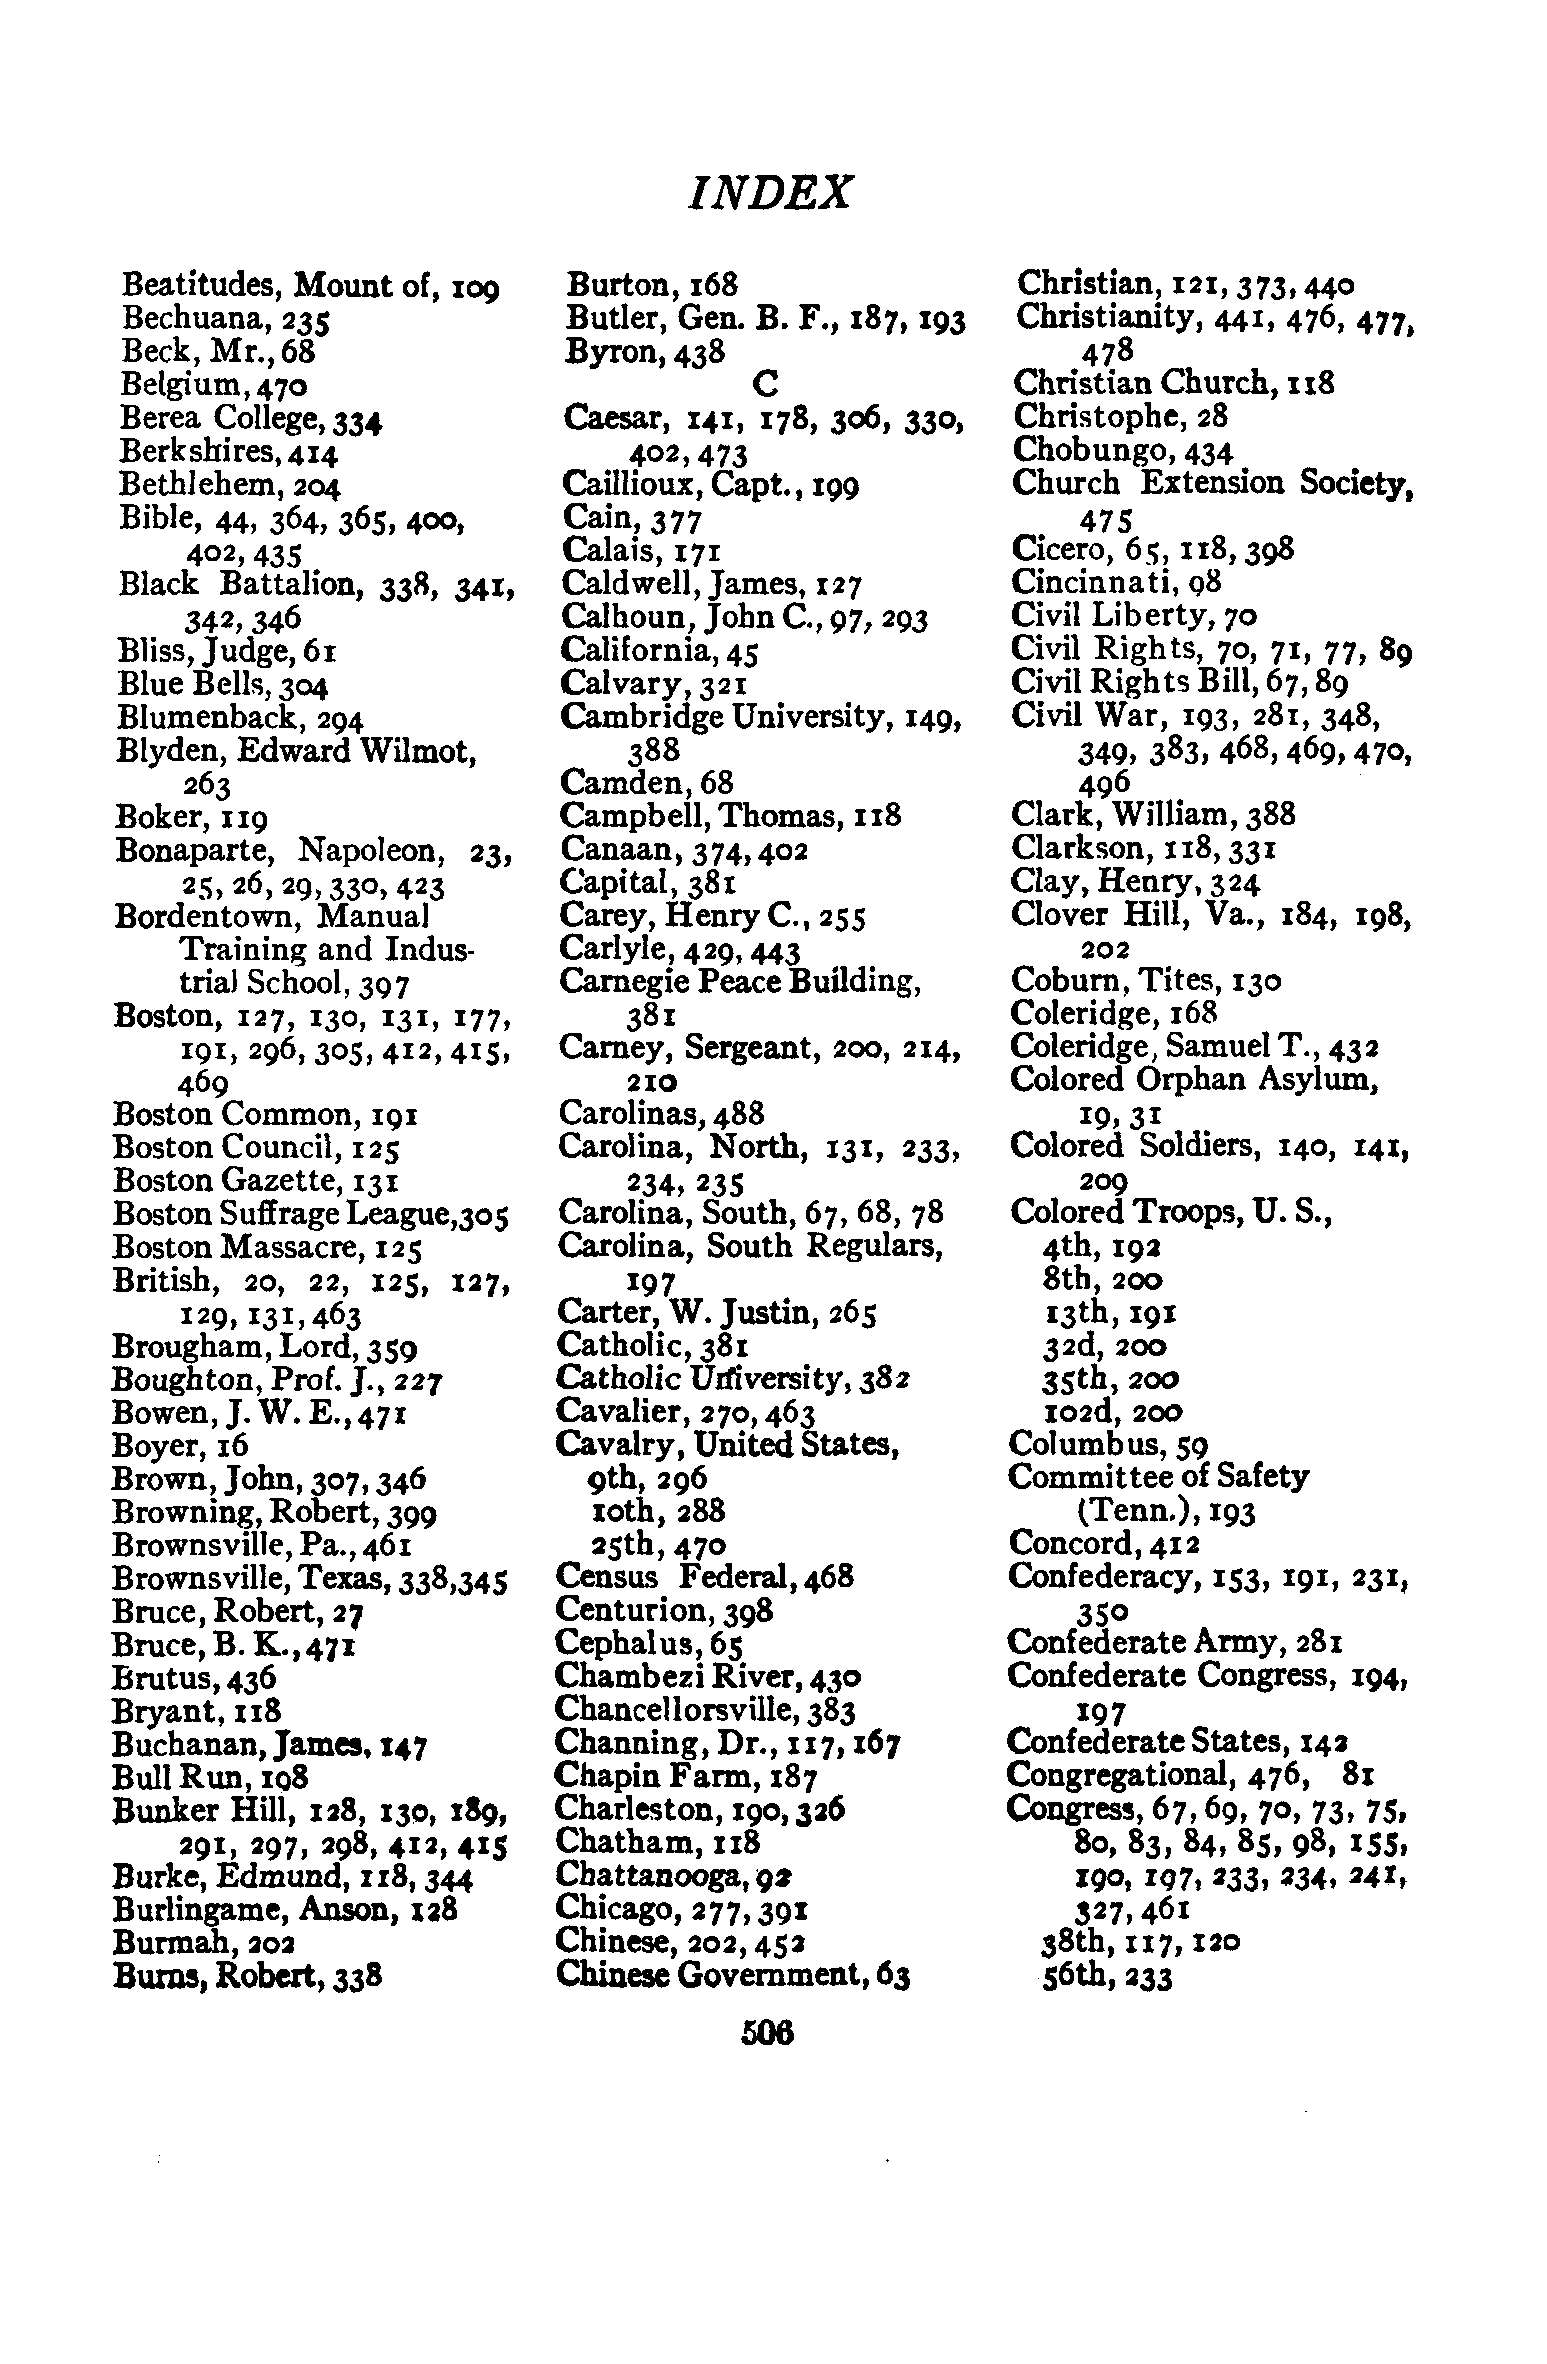 INDEX
Beatitudes, Mount of, 109
Bechuana, 235
Beck, Mr., 68
Belgium, 470
Berea College, 334
Berkshires, 414
Bethlehem, 204
Bible, 44, 364, 365, 400,
402, 435
Black Battalion, 338, 341,
342, 346
Bliss, Judge, 61
Blue Bells, 304
Blumenback, 294
Blyden, Edward Wilmot,
263
Boker, 119
Bonaparte, Napoleon, 23,
25, 26, 29, 330, 423
Bordentown, Manual
Training and Indus-
trial School, 397
Boston, 127, 130, 131, 177,
191, 296, 305, 412, 415,
469
Boston Common, 191
Boston Council, 125
Boston Gazette, 131
Boston Suffrage League,305
Boston Massacre, 125
British, 20, 22, 125, 127,
129, 131, 463
Brougham, Lord, 359
Boughton, Prof. J., 227
Bowen, J. W. E., 471
Boyer, 16
Brown, John, 307, 346
Browning, Robert, 399
Brownsville, Pa., 461
Brownsville, Texas, 338,345
Bruce, Robert, 27
Bruce, B. K., 471
Brutus, 436
Bryant, 118
Buchanan, James, 147
Bull Run, 108
Bunker Hill, 128, 130, 189,
291, 297, 298, 412, 415
Burke, Edmund, 118, 344
Burlingame, Anson, 128
Burmah, 202
Burns, Robert, 338
Burton, 168
Butler, Gen. B. F., 187, 193
Byron, 438
C
Caesar, 141, 178, 306, 330,
402, 473
Caillioux, Capt., 199
Cain, 377
Calais, 171
Caldwell, James, 127
Calhoun, John C., 97, 293
California, 45
Calvary, 321
Cambridge University, 149,
388
Camden, 68
Campbell, Thomas, 118
Canaan, 374, 402
Capital, 381
Carey, Henry C., 255
Carlyle, 429, 443
Carnegie Peace Building,
381
Carney, Sergeant, 200, 214,
210
Carolinas, 488
Carolina, North, 131, 233,
234, 235
Carolina, South, 67, 68, 78
Carolina, South Regulars,
197
Carter, W. Justin, 265
Catholic, 381
Catholic University, 382
Cavalier, 270, 463
Cavalry, United States,
9th, 296
10th, 288
25th, 470
Census Federal, 468
Centurion, 398
Cephalus, 65
Chambezi River, 430
Chancellorsville, 383
Channing, Dr., 117, 167
Chapin Farm, 187
Charleston, 190, 326
Chatham, 118
Chattanooga, 92
Chicago, 277, 391
Chinese, 202, 452
Chinese Government, 63
Christian, 121, 373, 440
Christianity, 441, 476, 477,
478
Christian Church, 118
Christophe, 28
Chobungo, 434
Church Extension Society,
475
Cicero, 65, 118, 398
Cincinnati, 98
Civil Liberty, 70
Civil Rights, 70, 71, 77, 89
Civil Rights Bill, 67, 89
Civil War, 193, 281, 348,
349, 383, 468, 469, 470,
496
Clark, William, 388
Clarkson, 118, 331
Clay, Henry, 324
Clover Hill, Va., 184, 198,
202
Coburn, Tites, 130
Coleridge, 168
Coleridge, Samuel T., 432
Colored Orphan Asylum,
19, 31
Colored Soldiers, 140, 141,
209
Colored Troops, U. S.,
4th, 192
8th, 200
13th, 191
32d, 200
35th, 200
102d, 200
Columbus, 59
Committee of Safety
(Tenn.), 193
Concord, 412
Confederacy, 153, 191, 231,
350
Confederate Army, 281
Confederate Congress, 194,
197
Confederate States, 142
Congregational, 476, 81
Congress, 67, 69, 70, 73, 75,
80, 83, 84, 85, 98, 155,
190, 197, 233, 234, 241,
327, 461
38th, 117, 120
56th, 233
506